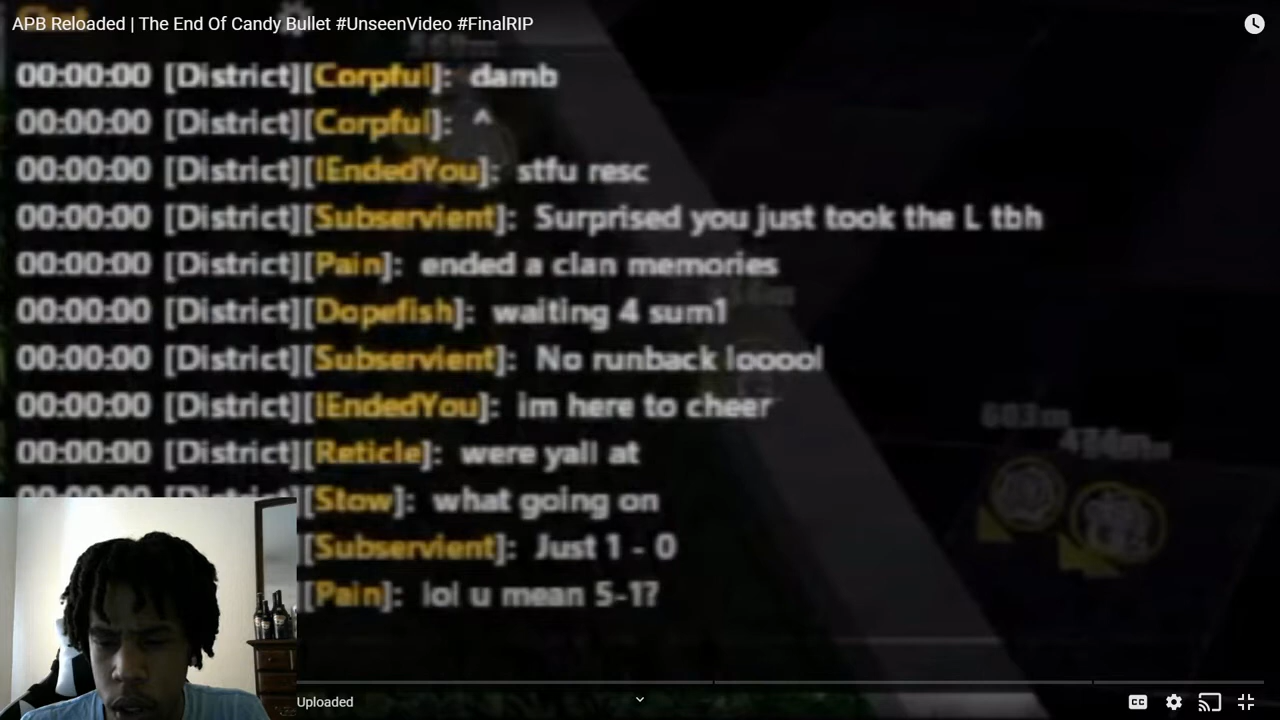 APB Reloaded | The End Of Candy Bullet #UnseenVideo #FinalRIP
00:00:00 [District][Corpful]: damb
00:00:00 [District][Corpful]: ^
00:00:00 [District][IEndedYou]: stfu resc
00:00:00 [District][Subservient]: Surprised you just took the L tbh
00:00:00 [District][Pain]: ended a clan memories
00:00:00 [District][Dopefish]: waiting 4 sum1
00:00:00 [District][Subservient]: No runback looool
00:00:00 [District][IEndedYou]: im here to cheer
603m
00:00:00 [District][Reticle]: were yall at
[Stow]: what going on
[Subservient]: Just 1 - 0
[Pain]: lol u mean 5-1?
Uploaded
CC